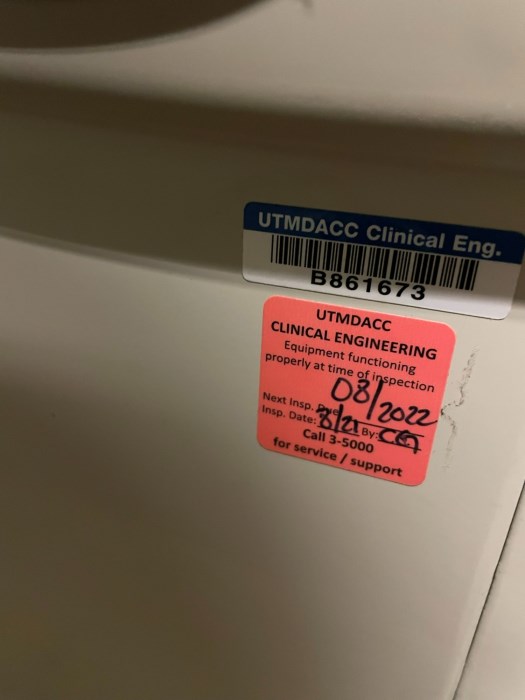 UTMDACC Clinical Eng.
B861673
UTMDACC
CLINICAL ENGINEERING
Equipment functioning
properly at time of inspection
Next Insp. Due 08/2022
Insp. Date: 8/21 By: CG
Call 3-5000
for service / support